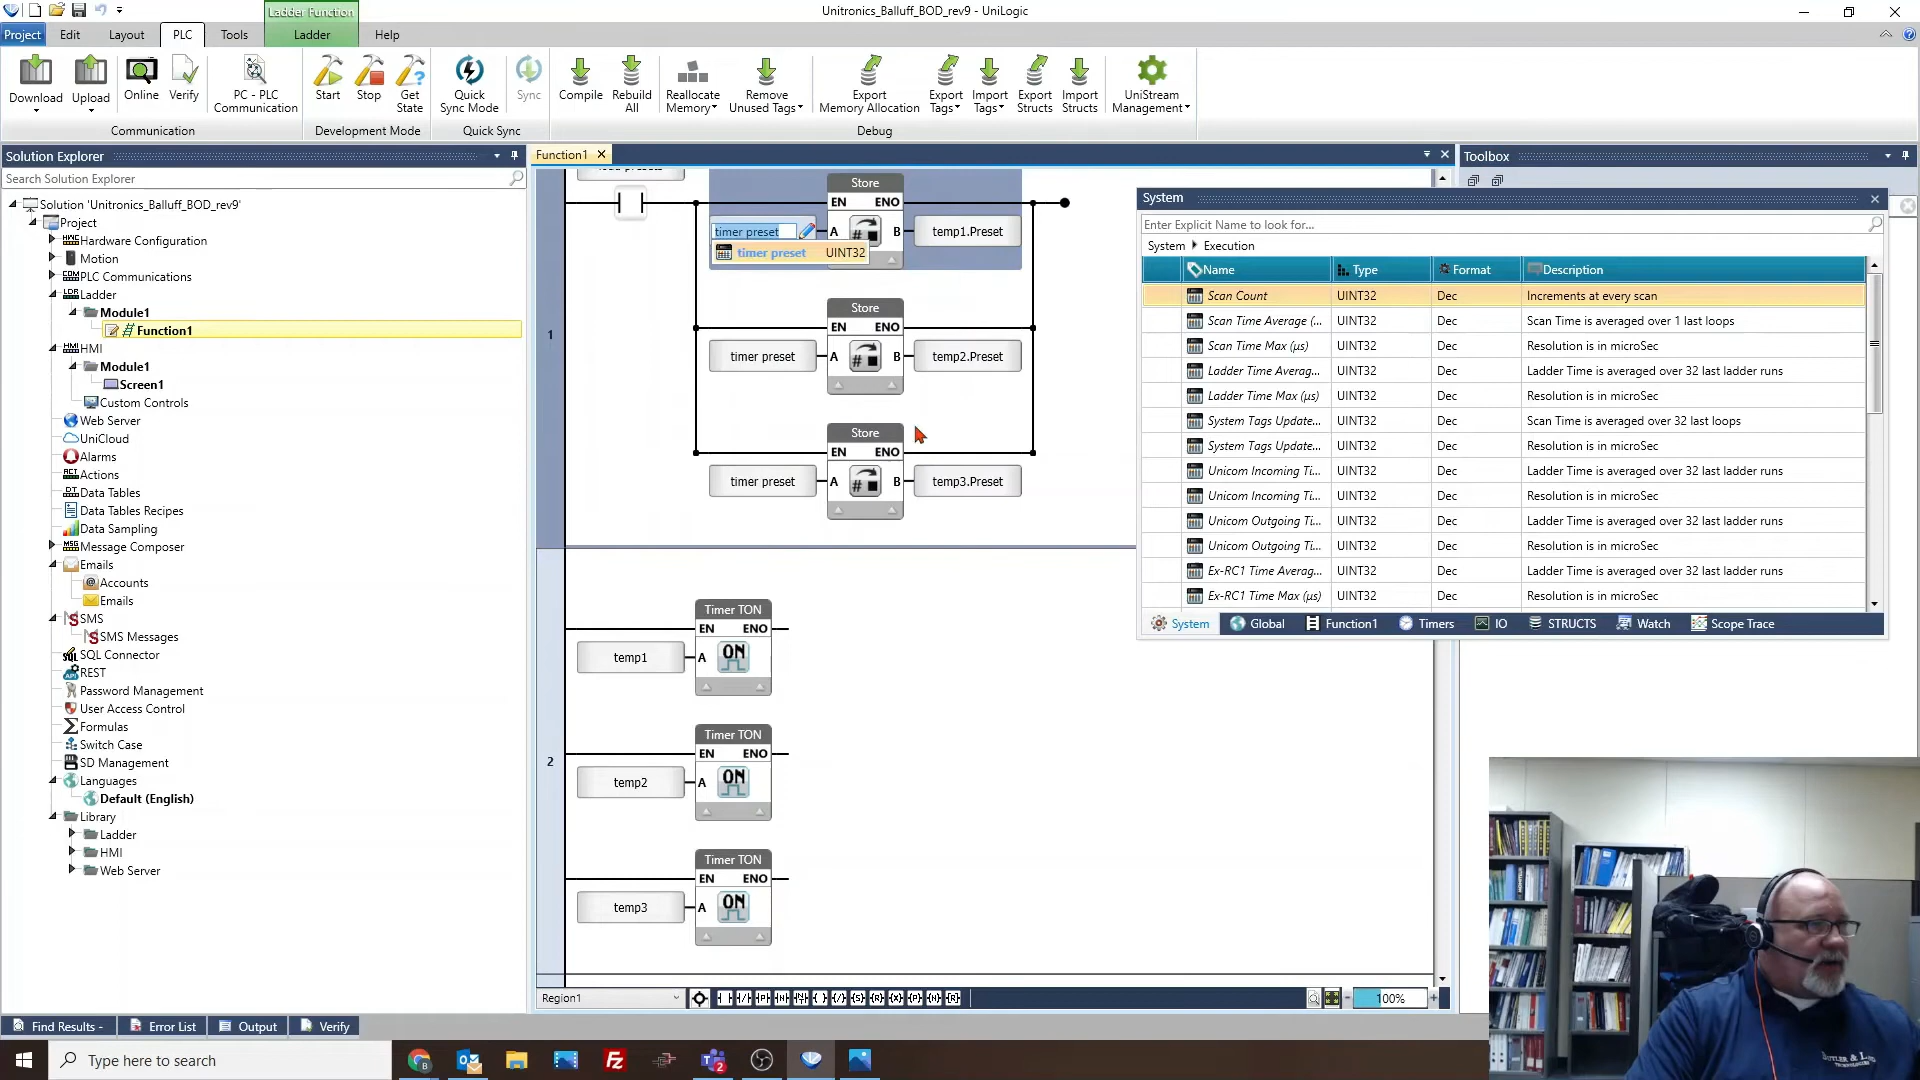 Ladder Function
Unitronics_Balluff_BOD_rev9 - UniLogic
Project Edit Layout PLC Tools Ladder Help
Download Upload Online Verify PC - PLC Communication Start Stop Get State Quick Sync Mode Sync Compile Rebuild All Reallocate Memory Remove Unused Tags Export Memory Allocation Export Tags Import Tags Export Structs Import Structs UniStream Management
Communication Development Mode Quick Sync Debug
Solution Explorer
Search Solution Explorer
Solution 'Unitronics_Balluff_BOD_rev9'
Project
Hardware Configuration
Motion
PLC Communications
Ladder
Module1
Function1
HMI
Module1
Screen1
Custom Controls
Web Server
UniCloud
Alarms
Actions
Data Tables
Data Tables Recipes
Data Sampling
Message Composer
Emails
Accounts
Emails
SMS
SMS Messages
SQL Connector
REST
Password Management
User Access Control
Formulas
Switch Case
SD Management
Languages
Default (English)
Library
Ladder
HMI
Web Server
Function1
1
Store
EN ENO
timer preset A # B temp1.Preset
timer preset UINT32
Store
EN ENO
timer preset A # B temp2.Preset
Store
EN ENO
timer preset A # B temp3.Preset
2
Timer TON
EN ENO
temp1 A ON
Timer TON
EN ENO
temp2 A ON
Timer TON
EN ENO
temp3 A ON
Region1
100%
Toolbox
System
Enter Explicit Name to look for...
System Execution
Name Type Format Description
Scan Count UINT32 Dec Increments at every scan
Scan Time Average (... UINT32 Dec Scan Time is averaged over 1 last loops
Scan Time Max (µs) UINT32 Dec Resolution is in microSec
Ladder Time Averag... UINT32 Dec Ladder Time is averaged over 32 last ladder runs
Ladder Time Max (µs) UINT32 Dec Resolution is in microSec
System Tags Update... UINT32 Dec Scan Time is averaged over 32 last loops
System Tags Update... UINT32 Dec Resolution is in microSec
Unicom Incoming Ti... UINT32 Dec Ladder Time is averaged over 32 last ladder runs
Unicom Incoming Ti... UINT32 Dec Resolution is in microSec
Unicom Outgoing Ti... UINT32 Dec Ladder Time is averaged over 32 last ladder runs
Unicom Outgoing Ti... UINT32 Dec Resolution is in microSec
Ex-RC1 Time Averag... UINT32 Dec Ladder Time is averaged over 32 last ladder runs
Ex-RC1 Time Max (µs) UINT32 Dec Resolution is in microSec
System Global Function1 Timers IO STRUCTS Watch Scope Trace
Find Results - Error List Output Verify
Type here to search